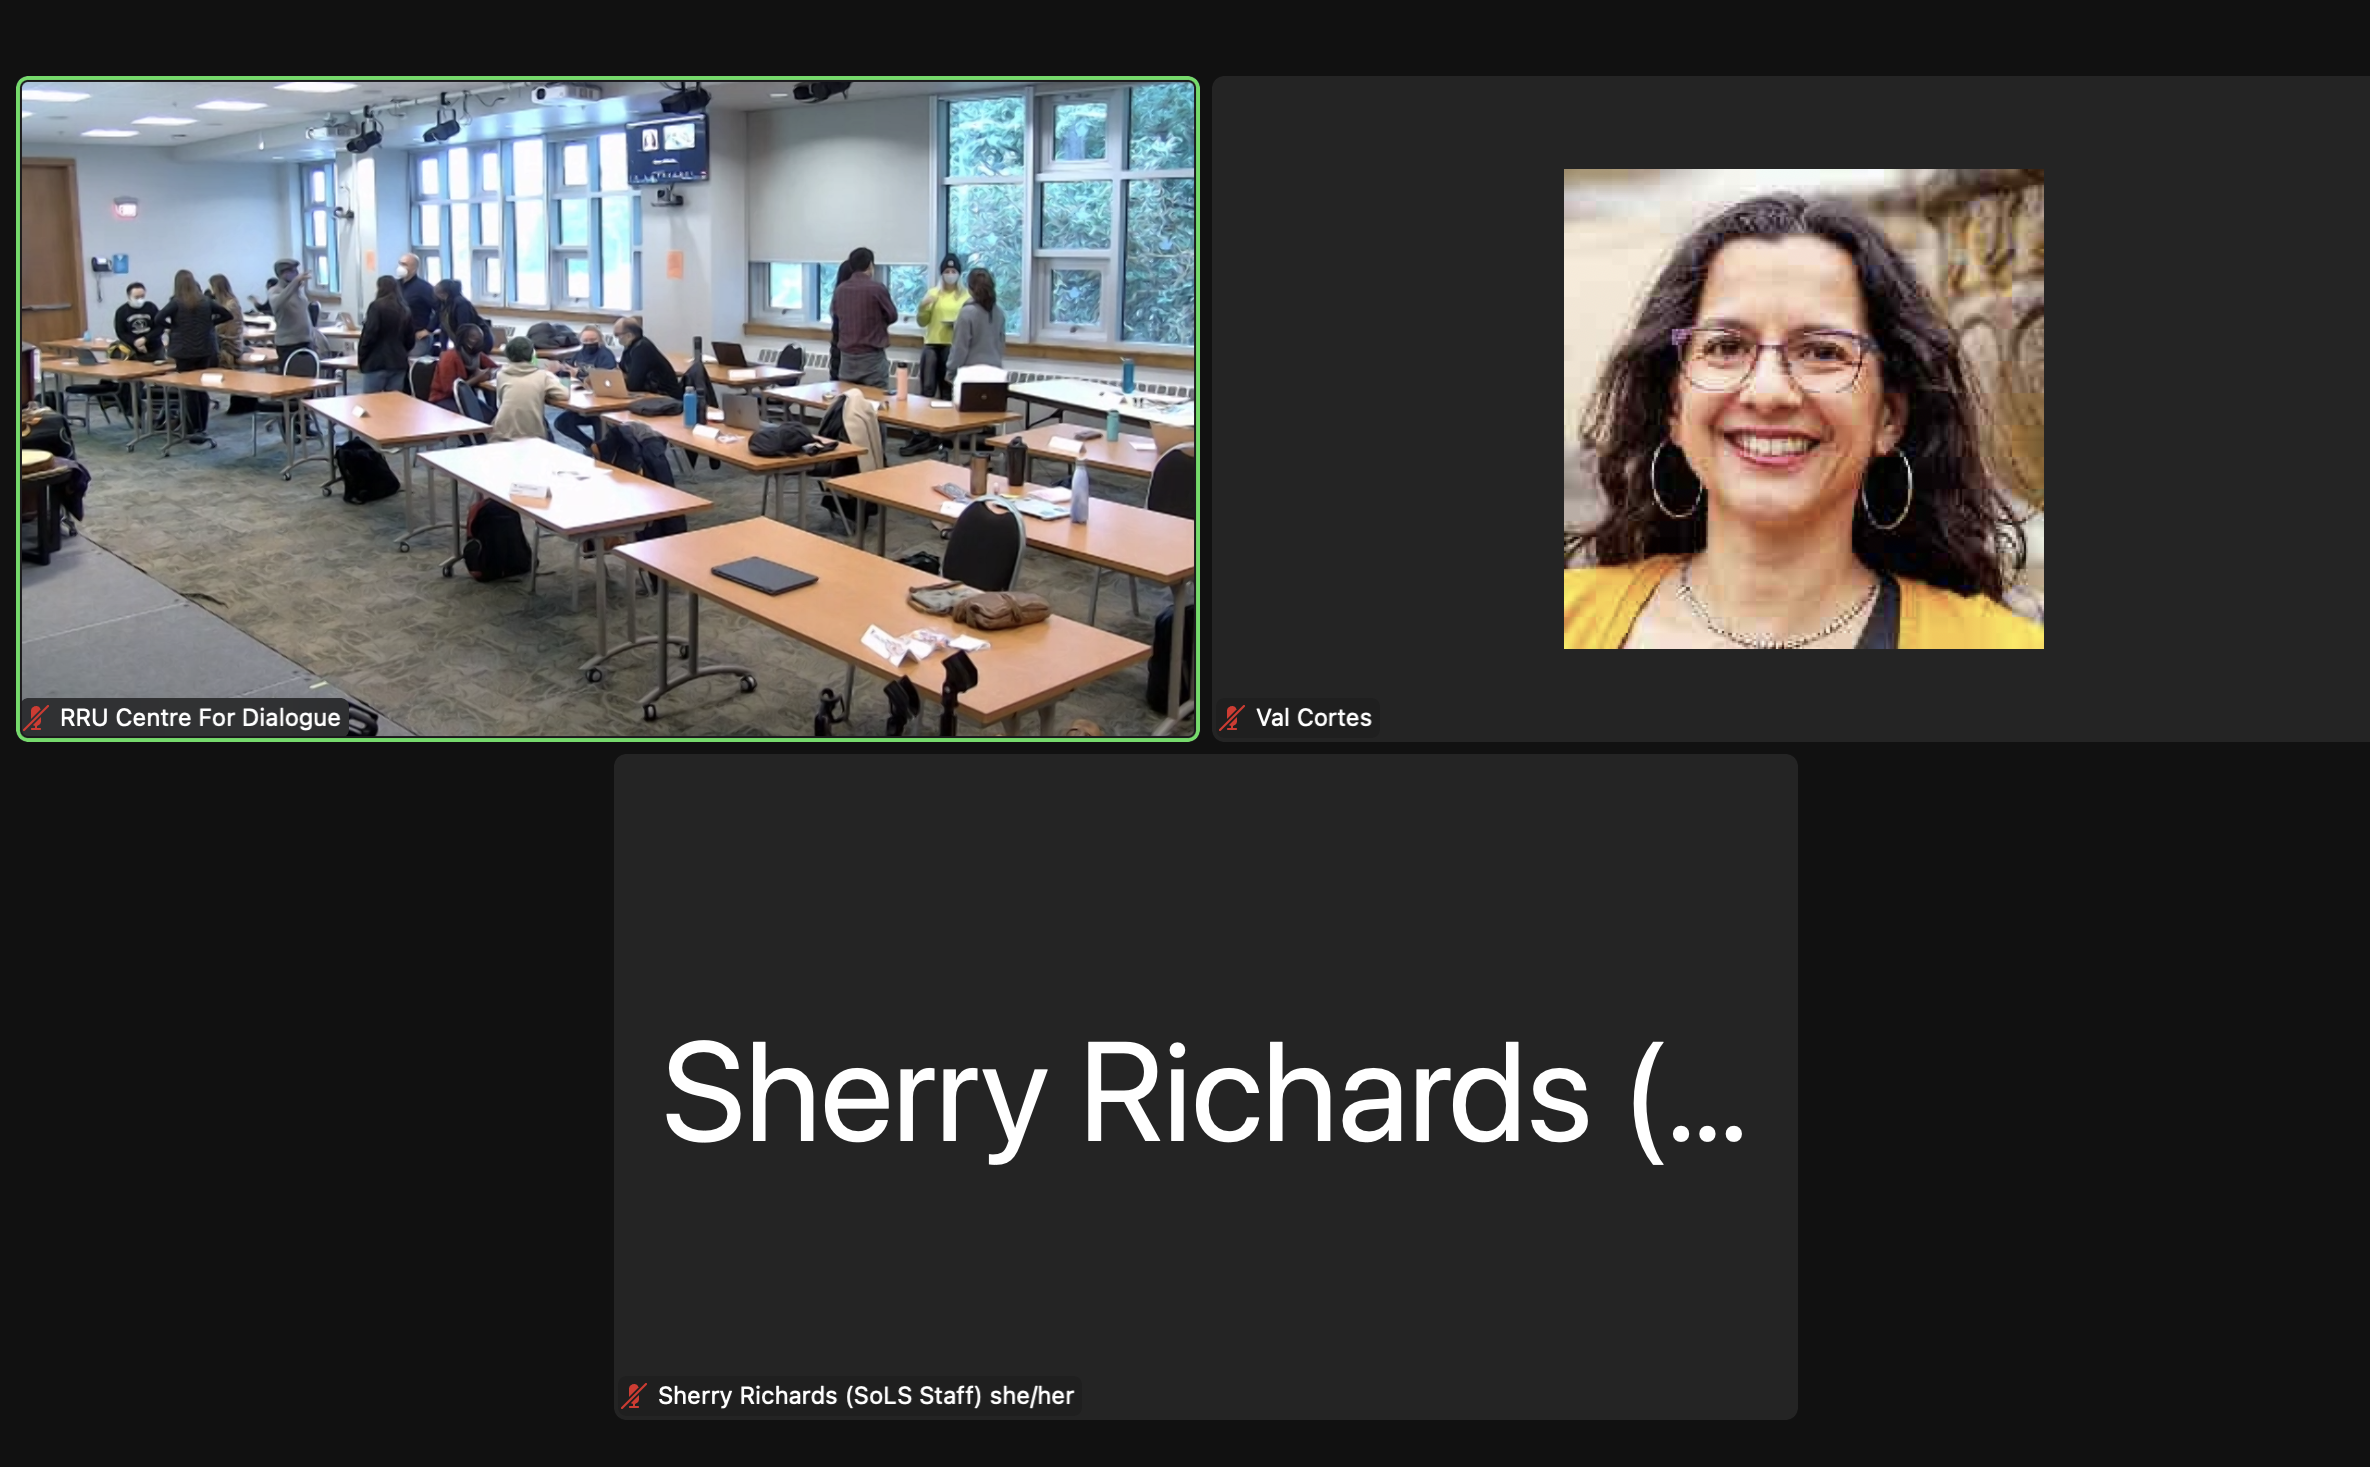 RRU Centre For Dialogue
Val Cortes
Sherry Richards (...
Sherry Richards (SoLS Staff) she/her